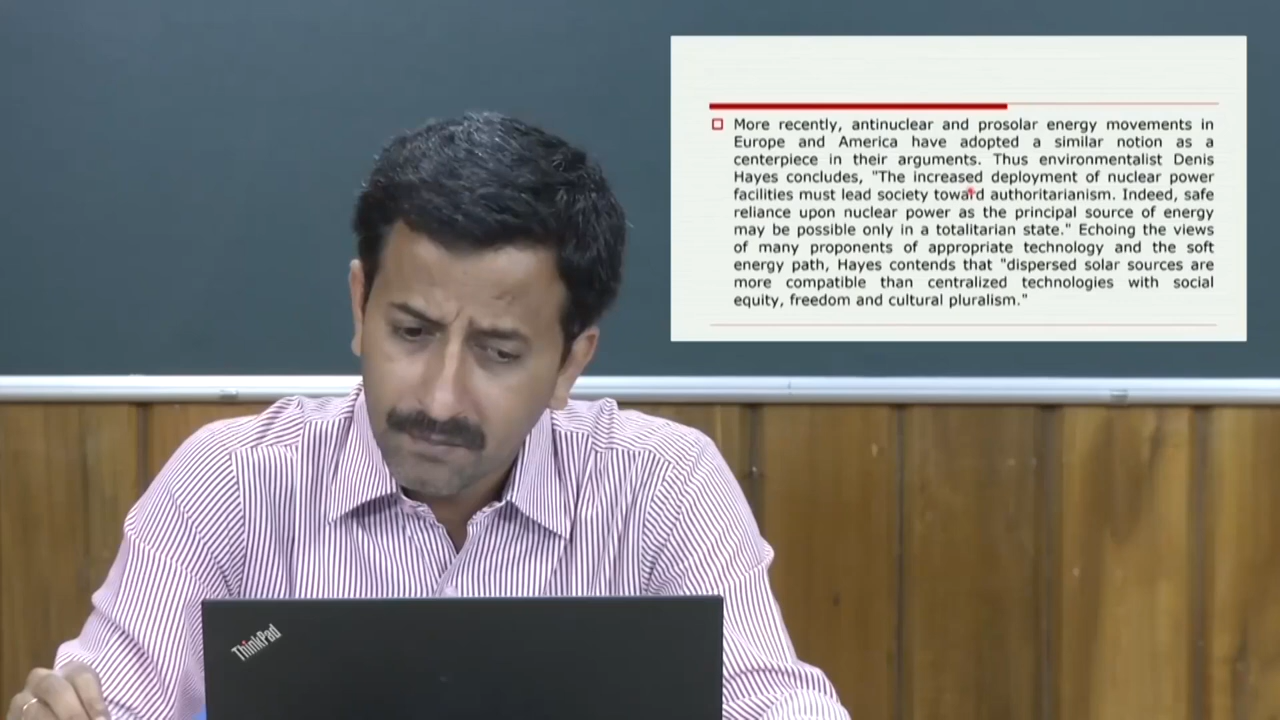 More recently, antinuclear and prosolar energy movements in
Europe and America have adopted a similar notion as a
centerpiece in their arguments. Thus environmentalist Denis
Hayes concludes, "The increased deployment of nuclear power
facilities must lead society toward authoritarianism. Indeed, safe
reliance upon nuclear power as the principal source of energy
may be possible only in a totalitarian state." Echoing the views
of many proponents of appropriate technology and the soft
energy path, Hayes contends that "dispersed solar sources are
more compatible than centralized technologies with social
equity, freedom and cultural pluralism."
ThinkPad